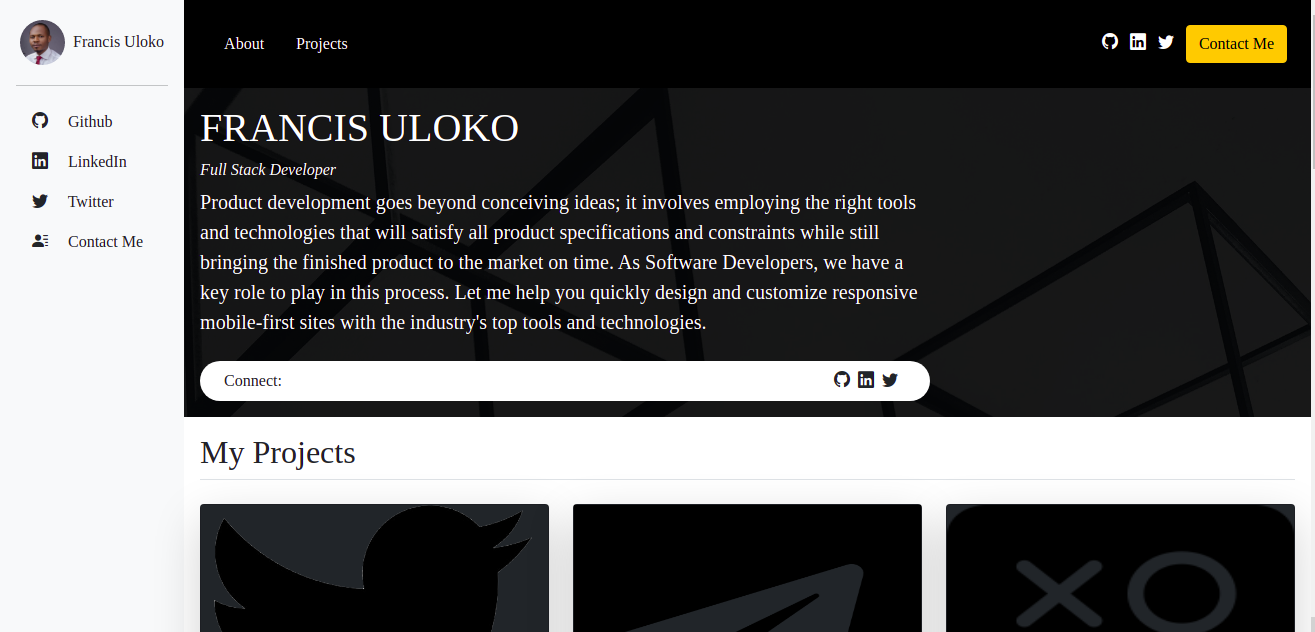 Francis Uloko
Github
LinkedIn
Twitter
Contact Me
About
Projects
Contact Me
FRANCIS ULOKO
Full Stack Developer
Product development goes beyond conceiving ideas; it involves employing the right tools
and technologies that will satisfy all product specifications and constraints while still
bringing the finished product to the market on time. As Software Developers, we have a
key role to play in this process. Let me help you quickly design and customize responsive
mobile-first sites with the industry's top tools and technologies.
Connect:
My Projects
XO